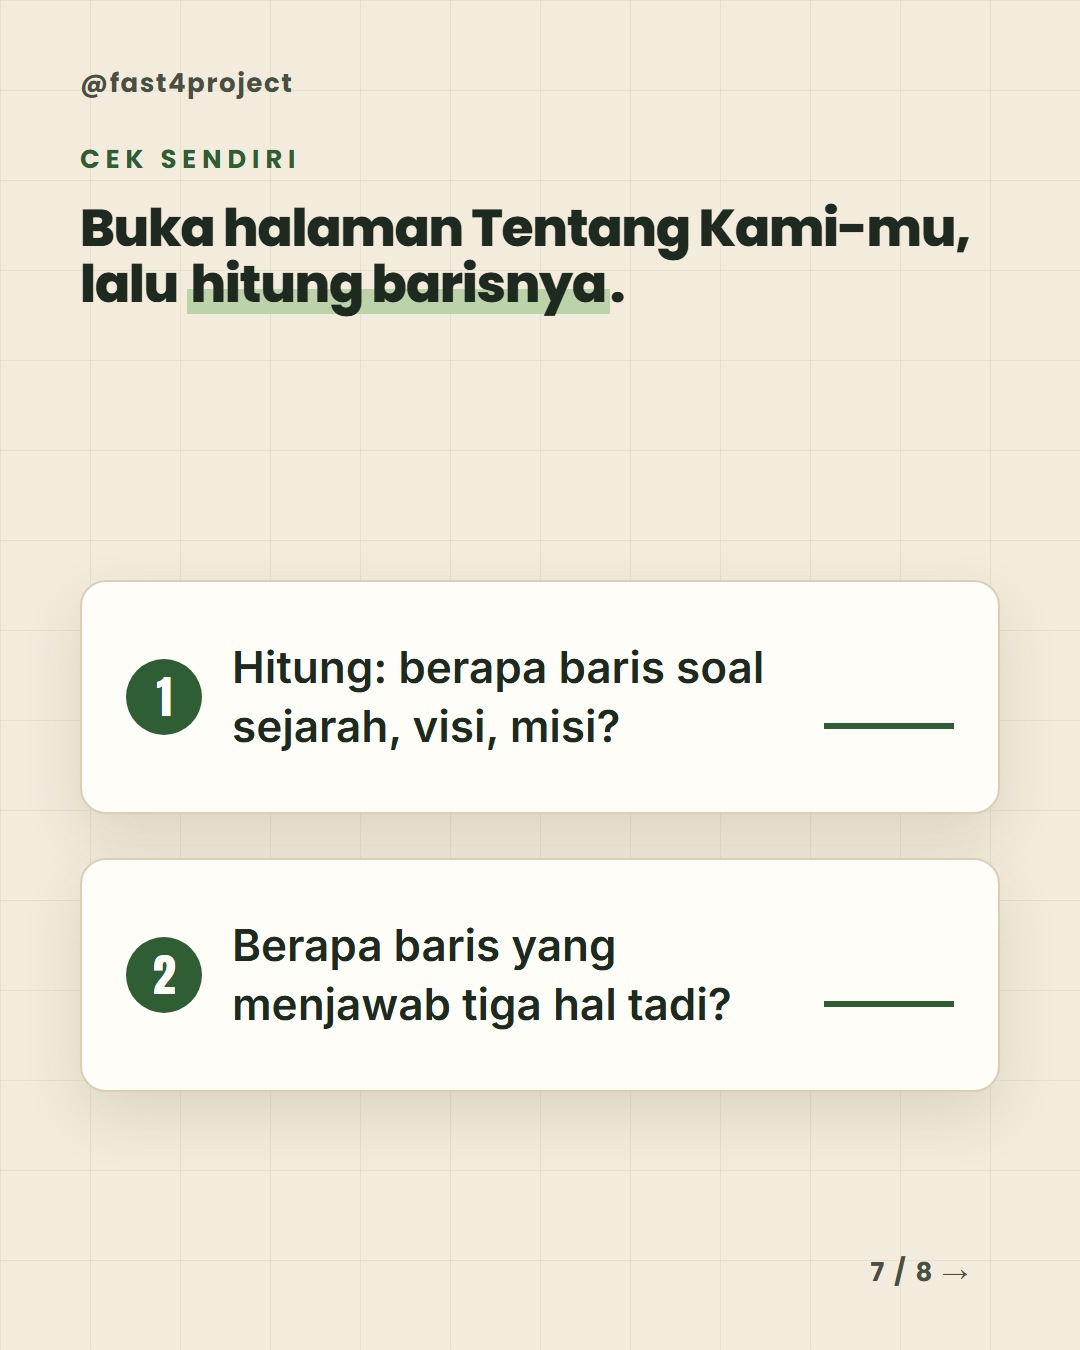 @fast4project
CEK SENDIRI
Buka halaman Tentang Kami-mu,
lalu hitung barisnya.
1
Hitung: berapa baris soal
sejarah, visi, misi?
2
Berapa baris yang
menjawab tiga hal tadi?
7 / 8 →